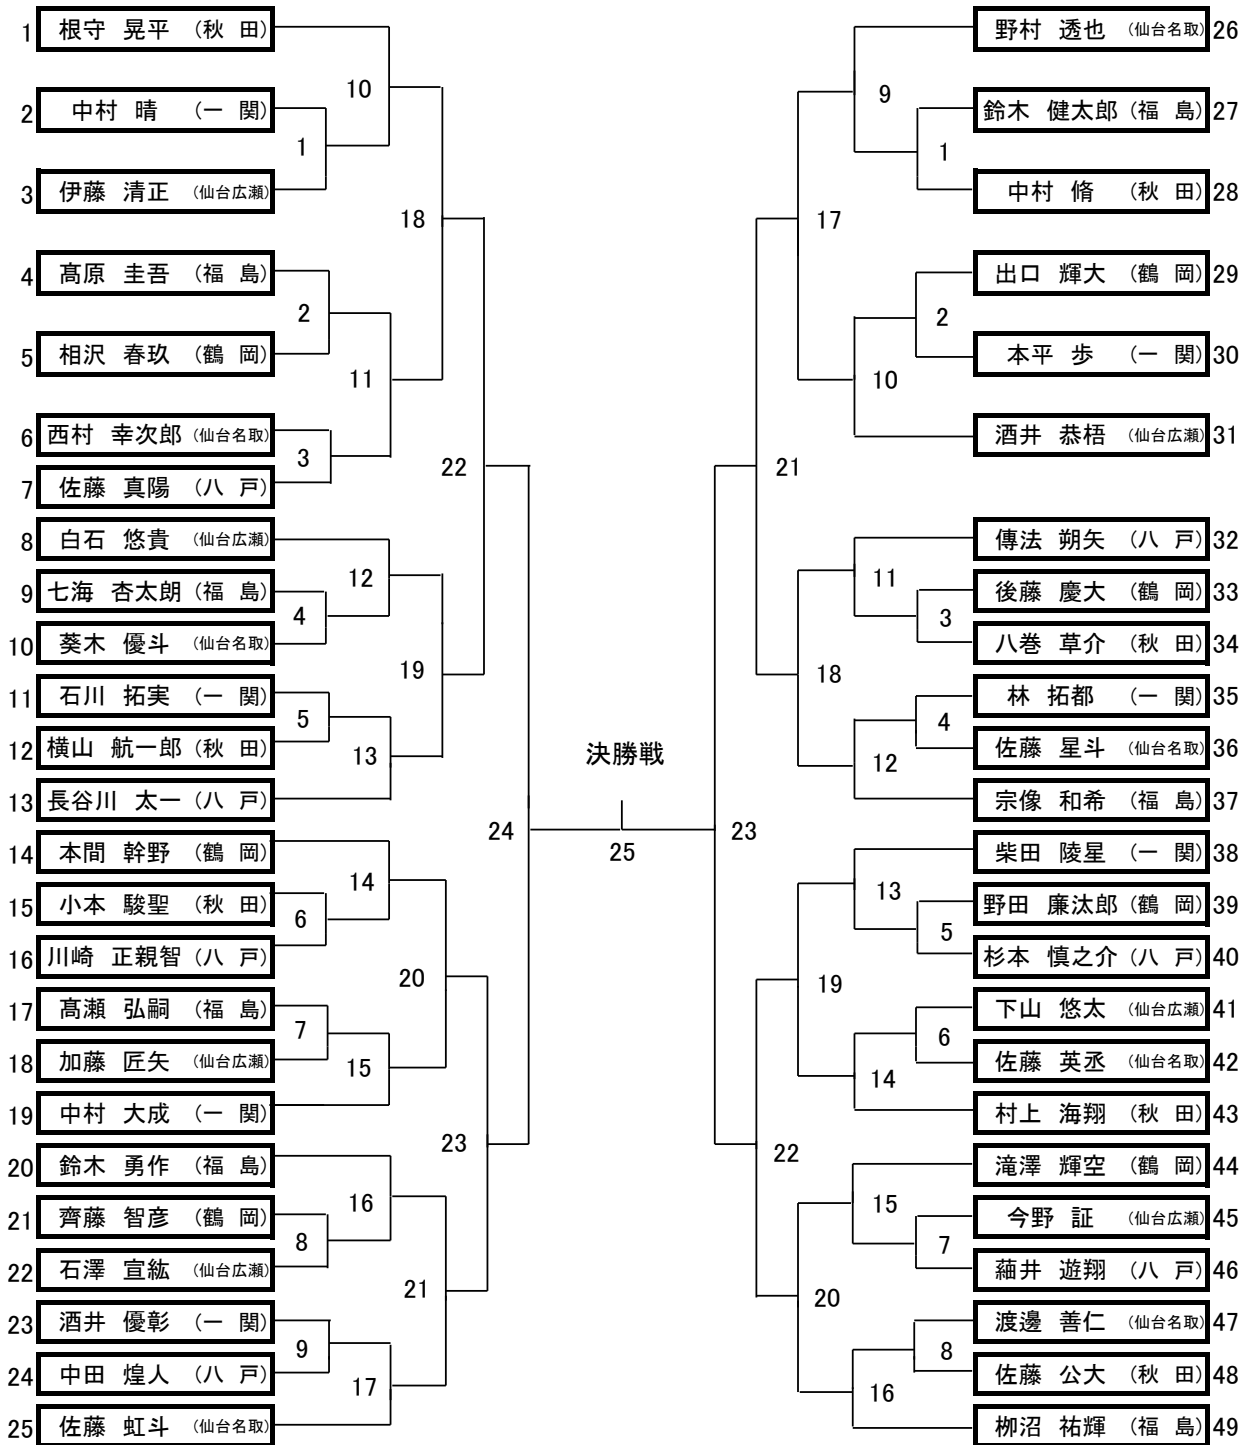 1 根守 晃平 (秋 田)
2 中村 晴 (一 関)
3 伊藤 清正 (仙台広瀬)
4 髙原 圭吾 (福 島)
5 相沢 春玖 (鶴 岡)
6 西村 幸次郎 (仙台名取)
7 佐藤 真陽 (八 戸)
8 白石 悠貴 (仙台広瀬)
9 七海 杏太朗 (福 島)
10 葵木 優斗 (仙台名取)
11 石川 拓実 (一 関)
12 横山 航一郎 (秋 田)
13 長谷川 太一 (八 戸)
14 本間 幹野 (鶴 岡)
15 小本 駿聖 (秋 田)
16 川崎 正親智 (八 戸)
17 髙瀬 弘嗣 (福 島)
18 加藤 匠矢 (仙台広瀬)
19 中村 大成 (一 関)
20 鈴木 勇作 (福 島)
21 齊藤 智彦 (鶴 岡)
22 石澤 宣紘 (仙台広瀬)
23 酒井 優彰 (一 関)
24 中田 煌人 (八 戸)
25 佐藤 虹斗 (仙台名取)
1
2
3
4
5
6
7
8
9
10
11
12
13
14
15
16
17
18
19
20
21
22
23
24
決勝戦
25
23
21
22
17
18
19
20
9
10
11
12
13
14
15
16
1
2
3
4
5
6
7
8
野村 透也 (仙台名取) 26
鈴木 健太郎 (福 島) 27
中村 脩 (秋 田) 28
出口 輝大 (鶴 岡) 29
本平 歩 (一 関) 30
酒井 恭梧 (仙台広瀬) 31
傳法 朔矢 (八 戸) 32
後藤 慶大 (鶴 岡) 33
八巻 草介 (秋 田) 34
林 拓都 (一 関) 35
佐藤 星斗 (仙台名取) 36
宗像 和希 (福 島) 37
柴田 陵星 (一 関) 38
野田 廉汰郎 (鶴 岡) 39
杉本 慎之介 (八 戸) 40
下山 悠太 (仙台広瀬) 41
佐藤 英丞 (仙台名取) 42
村上 海翔 (秋 田) 43
滝澤 輝空 (鶴 岡) 44
今野 証 (仙台広瀬) 45
蒳井 遊翔 (八 戸) 46
渡邊 善仁 (仙台名取) 47
佐藤 公大 (秋 田) 48
栁沼 祐輝 (福 島) 49